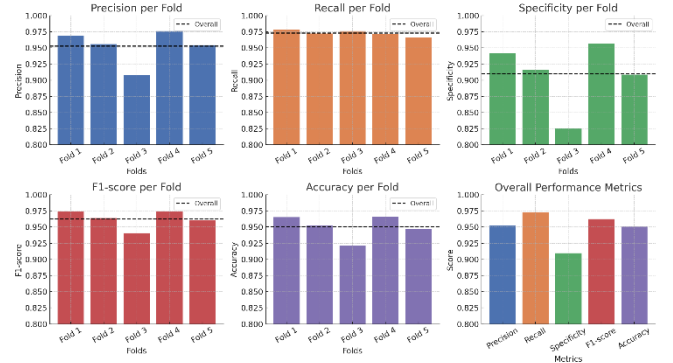 Precision per Fold
Overall
1.000
0.975
0.950
0.925
0.900
0.875
0.850
0.825
0.800
Precision
Fold 1 Fold 2 Fold 3 Fold 4 Fold 5
Folds
Recall per Fold
Overall
1.000
0.975
0.950
0.925
0.900
0.875
0.850
0.825
0.800
Recall
Fold 1 Fold 2 Fold 3 Fold 4 Fold 5
Folds
Specificity per Fold
Overall
1.000
0.975
0.950
0.925
0.900
0.875
0.850
0.825
0.800
Specificity
Fold 1 Fold 2 Fold 3 Fold 4 Fold 5
Folds
F1-score per Fold
Overall
1.000
0.975
0.950
0.925
0.900
0.875
0.850
0.825
0.800
F1-score
Fold 1 Fold 2 Fold 3 Fold 4 Fold 5
Folds
Accuracy per Fold
Overall
1.000
0.975
0.950
0.925
0.900
0.875
0.850
0.825
0.800
Accuracy
Fold 1 Fold 2 Fold 3 Fold 4 Fold 5
Folds
Overall Performance Metrics
1.000
0.975
0.950
0.925
0.900
0.875
0.850
0.825
0.800
Score
Precision Recall Specificity F1-score Accuracy
Metrics